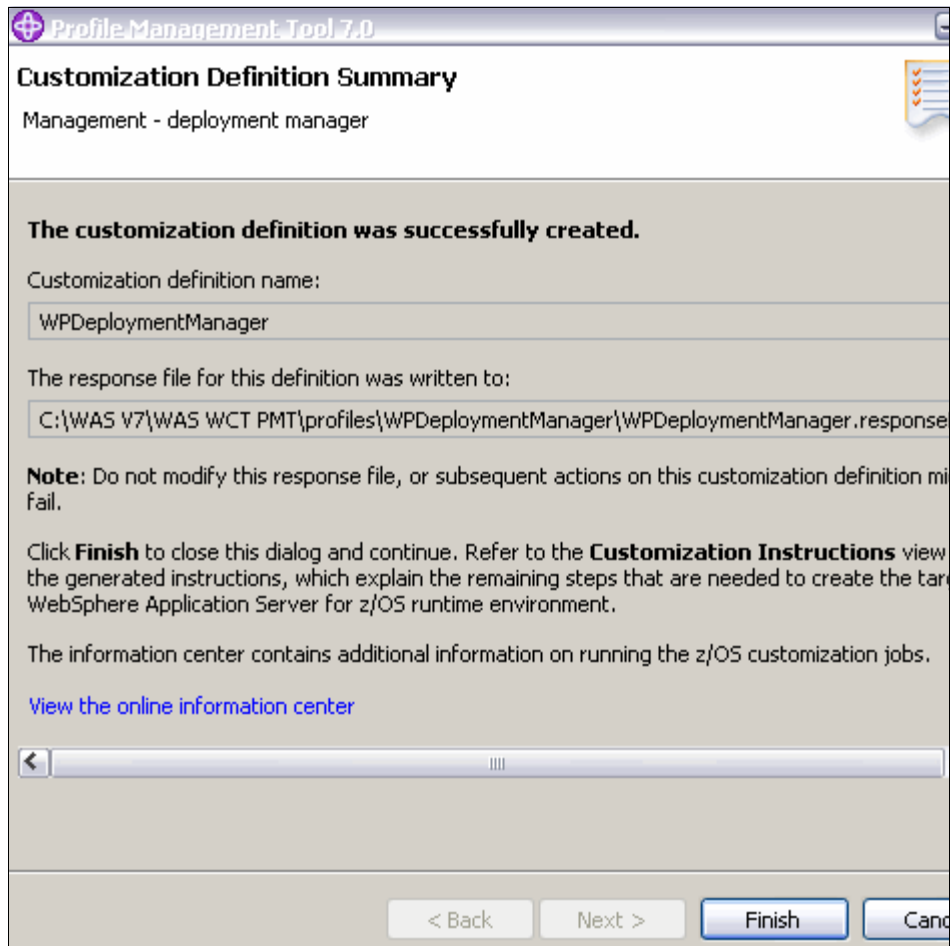 Profile Management Tool 7.0
Customization Definition Summary
Management - deployment manager
The customization definition was successfully created.
Customization definition name:
WPDeploymentManager
The response file for this definition was written to:
C:\WAS V7\WAS WCT PMT\profiles\WPDeploymentManager\WPDeploymentManager.response
Note: Do not modify this response file, or subsequent actions on this customization definition mi
fail.
Click Finish to close this dialog and continue. Refer to the Customization Instructions view
the generated instructions, which explain the remaining steps that are needed to create the tar
WebSphere Application Server for z/OS runtime environment.
The information center contains additional information on running the z/OS customization jobs.
View the online information center
< Back Next > Finish Canc